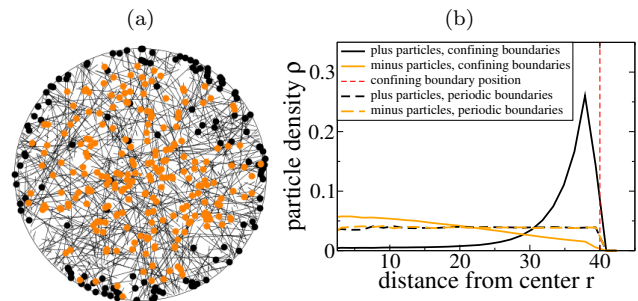 (a)
(b)
plus particles, confining boundaries
minus particles, confining boundaries
confining boundary position
plus particles, periodic boundaries
minus particles, periodic boundaries
particle density ρ
0.3
0.2
0.1
0
10
20
30
40
distance from center r